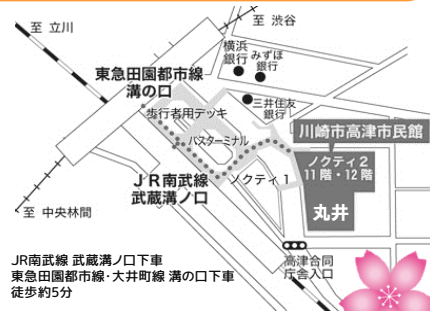 至 立川
至 渋谷
横浜
銀行
みずほ
銀行
東急田園都市線
溝の口
三井住友
銀行
歩行者用デッキ
バスターミナル
川崎市高津市民館
ノクティ2
11階・12階
丸井
ノクティ1
JR南武線
武蔵溝ノ口
至 中央林間
高津合同
庁舎入口
JR南武線 武蔵溝ノ口下車
東急田園都市線・大井町線 溝の口下車
徒歩約5分